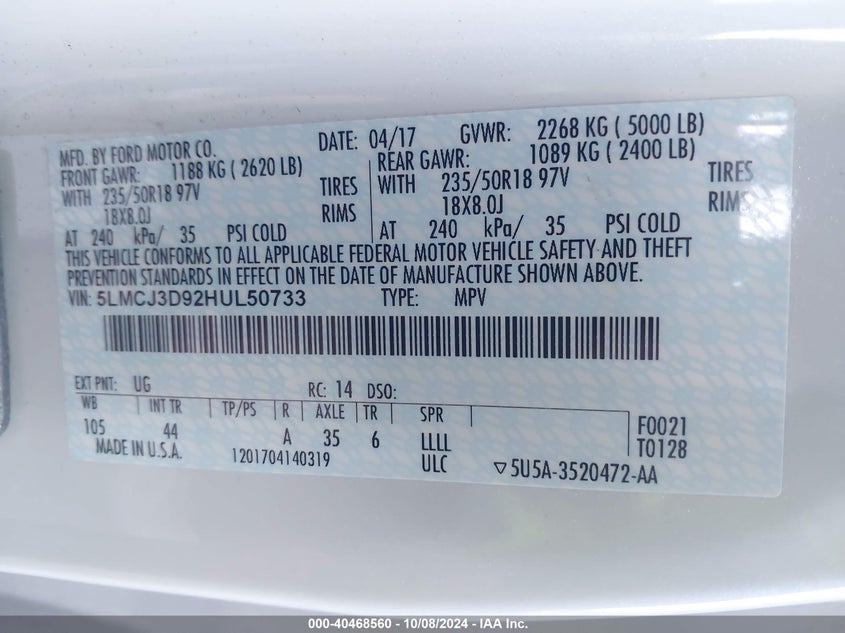 MFD. BY FORD MOTOR CO. DATE: 04/17 GVWR: 2268 KG ( 5000 LB)
FRONT GAWR: 1188 KG ( 2620 LB) REAR GAWR: 1089 KG ( 2400 LB)
WITH 235/50R18 97V TIRES WITH 235/50R18 97V TIRES
18X8.0J RIMS 18X8.0J RIMS
AT 240 kPa/ 35 PSI COLD AT 240 kPa/ 35 PSI COLD
THIS VEHICLE CONFORMS TO ALL APPLICABLE FEDERAL MOTOR VEHICLE SAFETY AND THEFT
PREVENTION STANDARDS IN EFFECT ON THE DATE OF MANUFACTURE SHOWN ABOVE.
VIN: 5LMCJ3D92HUL50733 TYPE: MPV
EXT PNT: UG RC: 14 DSO:
WB INT TR TP/PS R AXLE TR SPR F0021
105 44 A 35 6 LLLL T0128
MADE IN U.S.A. 1201704140319 ULC ▽5U5A-3520472-AA
000-40468560 - 10/08/2024 - IAA Inc.